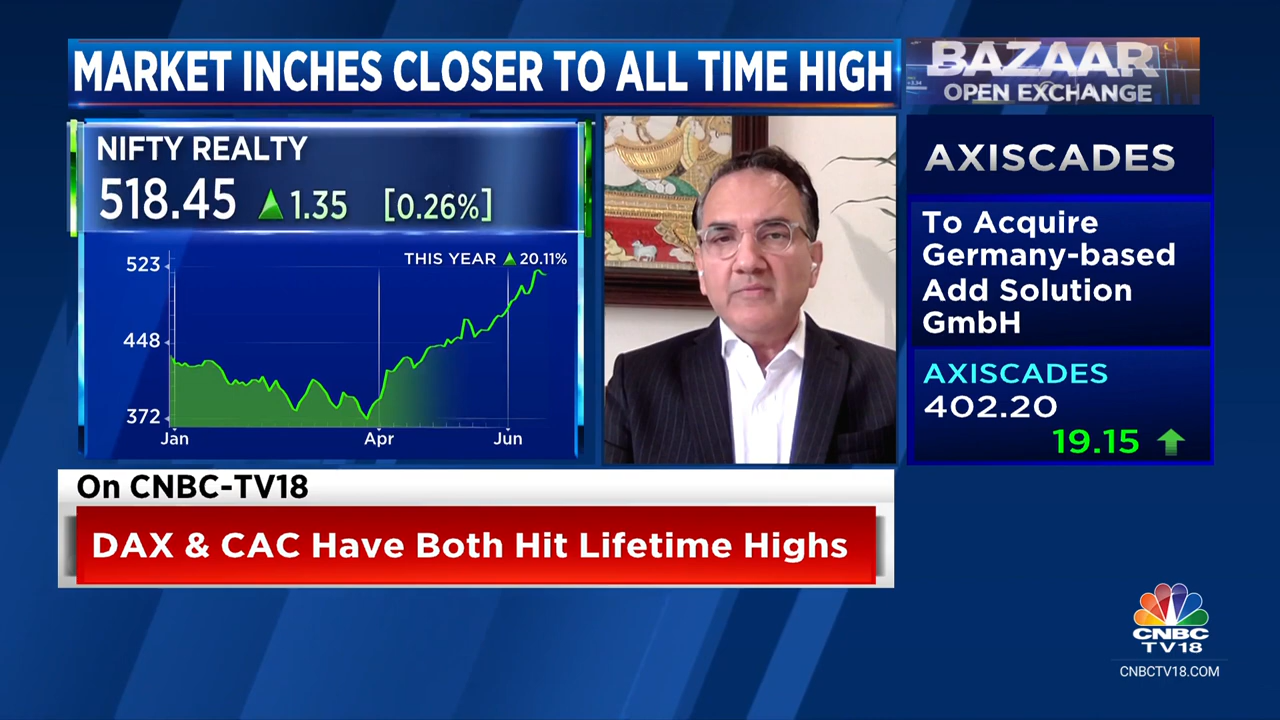 MARKET INCHES CLOSER TO ALL TIME HIGH
BAZAAR
OPEN EXCHANGE
NIFTY REALTY
518.45 ▲ 1.35 [0.26%]
THIS YEAR ▲ 20.11%
523
448
372
Jan Apr Jun
AXISCADES
To Acquire
Germany-based
Add Solution
GmbH
AXISCADES
402.20
19.15
On CNBC-TV18
DAX & CAC Have Both Hit Lifetime Highs
CNBC
TV18
CNBCTV18.COM